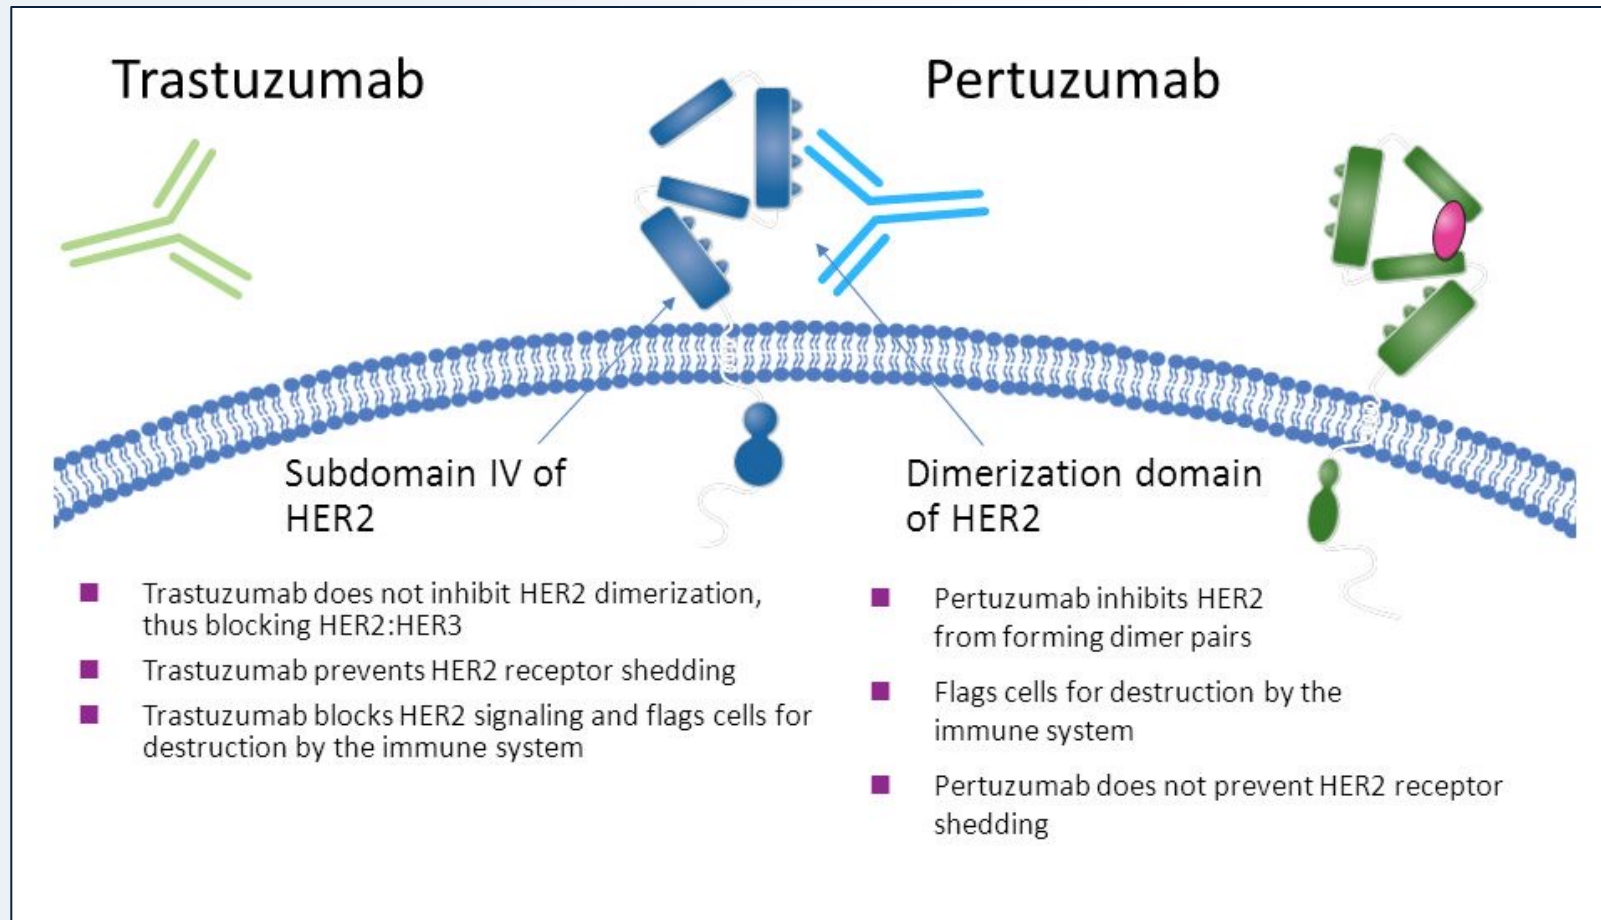 Trastuzumab
Pertuzumab
Subdomain IV of
HER2
Dimerization domain
of HER2
Trastuzumab does not inhibit HER2 dimerization,
thus blocking HER2:HER3
Trastuzumab prevents HER2 receptor shedding
Trastuzumab blocks HER2 signaling and flags cells for
destruction by the immune system
Pertuzumab inhibits HER2
from forming dimer pairs
Flags cells for destruction by the
immune system
Pertuzumab does not prevent HER2 receptor
shedding